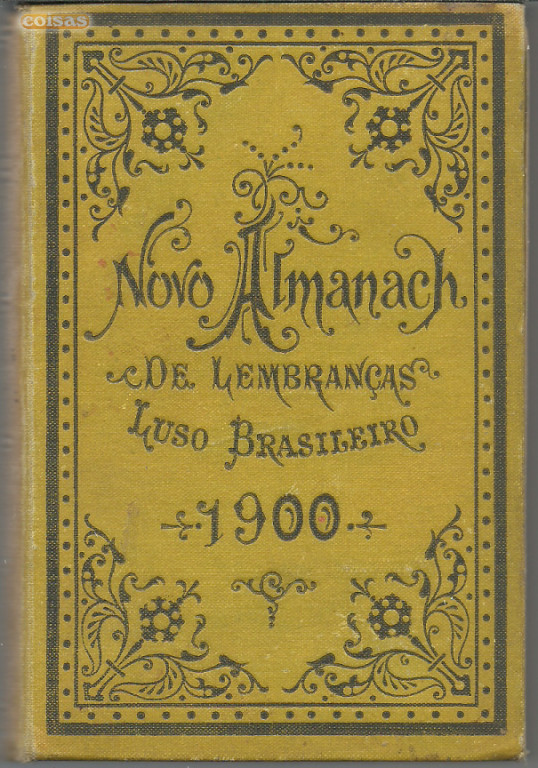 coisas
Novo Almanach
DE LEMBRANÇAS
LUSO BRASILEIRO
1900